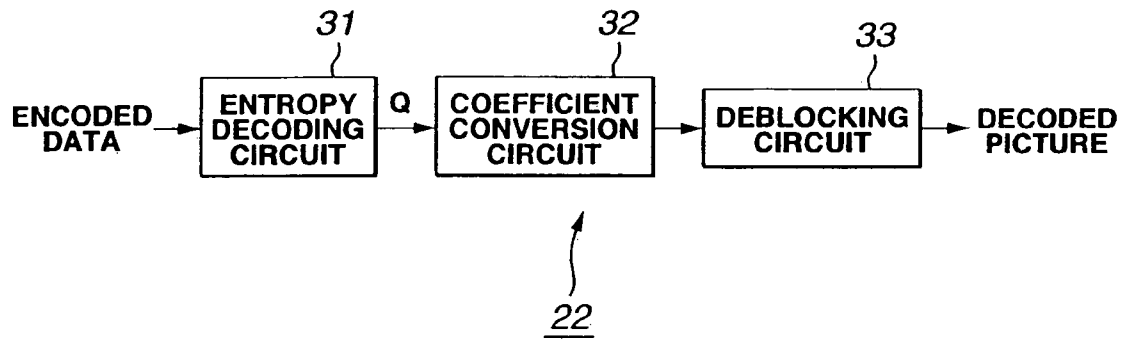 31
32
33
ENCODED
DATA
ENTROPY
DECODING
CIRCUIT
Q
COEFFICIENT
CONVERSION
CIRCUIT
DEBLOCKING
CIRCUIT
DECODED
PICTURE
22